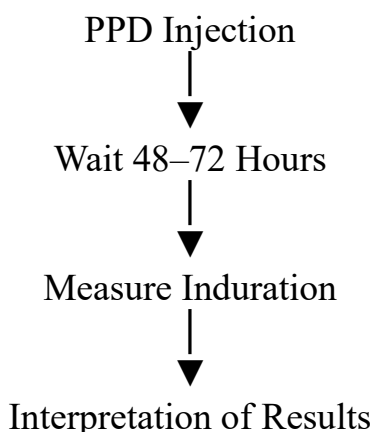 PPD Injection
Wait 48–72 Hours
Measure Induration
Interpretation of Results